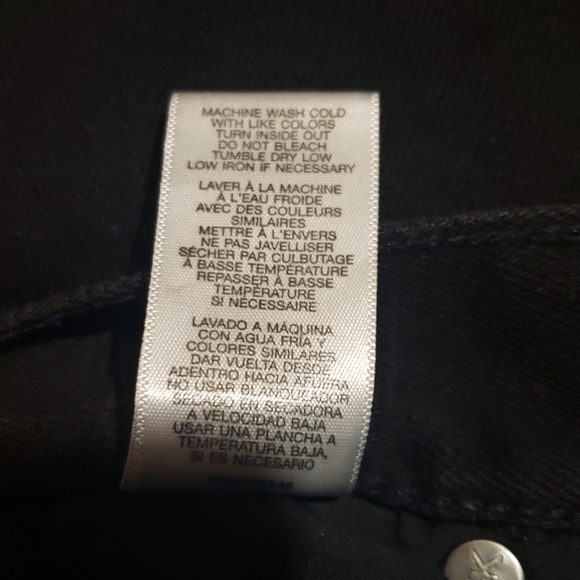 MACHINE WASH COLD
WITH LIKE COLORS
TURN INSIDE OUT
DO NOT BLEACH
TUMBLE DRY LOW
LOW IRON IF NECESSARY
LAVER À LA MACHINE
À L'EAU FROIDE
AVEC DES COULEURS
SIMILAIRES
METTRE À L'ENVERS
NE PAS JAVELLISER
SÉCHER PAR CULBUTAGE
À BASSE TEMPÉRATURE
REPASSER À BASSE
TEMPÉRATURE
SI NÉCESSAIRE
LAVADO A MÁQUINA
CON AGUA FRÍA Y
COLORES SIMILARES
DAR VUELTA DESDE
ADENTRO HACIA AFUERA
NO USAR BLANQUEADOR
SECADO EN SECADORA
A VELOCIDAD BAJA
USAR UNA PLANCHA A
TEMPERATURA BAJA,
SI ES NECESARIO